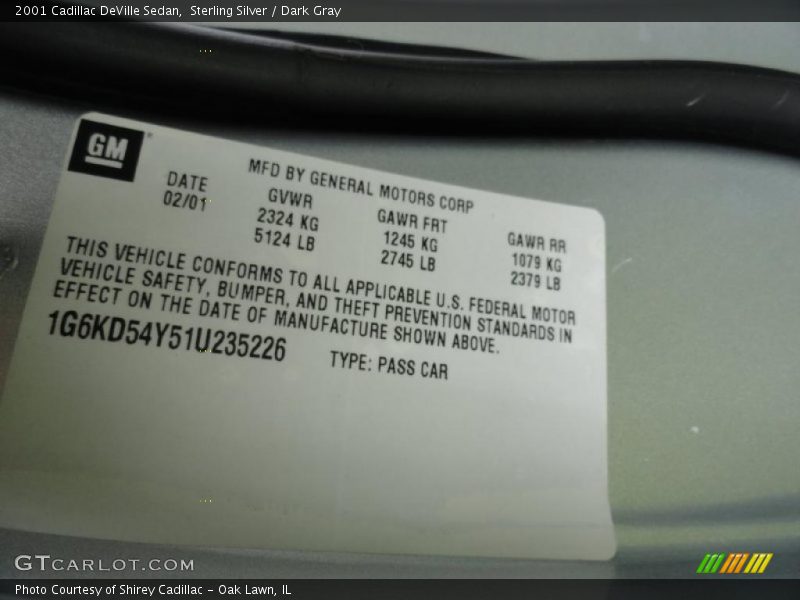 2001 Cadillac DeVille Sedan, Sterling Silver / Dark Gray
GM
MFD BY GENERAL MOTORS CORP
DATE GVWR GAWR FRT GAWR RR
02/01 2324 KG 1245 KG 1079 KG
5124 LB 2745 LB 2379 LB
THIS VEHICLE CONFORMS TO ALL APPLICABLE U.S. FEDERAL MOTOR
VEHICLE SAFETY, BUMPER, AND THEFT PREVENTION STANDARDS IN
EFFECT ON THE DATE OF MANUFACTURE SHOWN ABOVE.
1G6KD54Y51U235226 TYPE: PASS CAR
GTCARLOT.COM
Photo Courtesy of Shirey Cadillac - Oak Lawn, IL